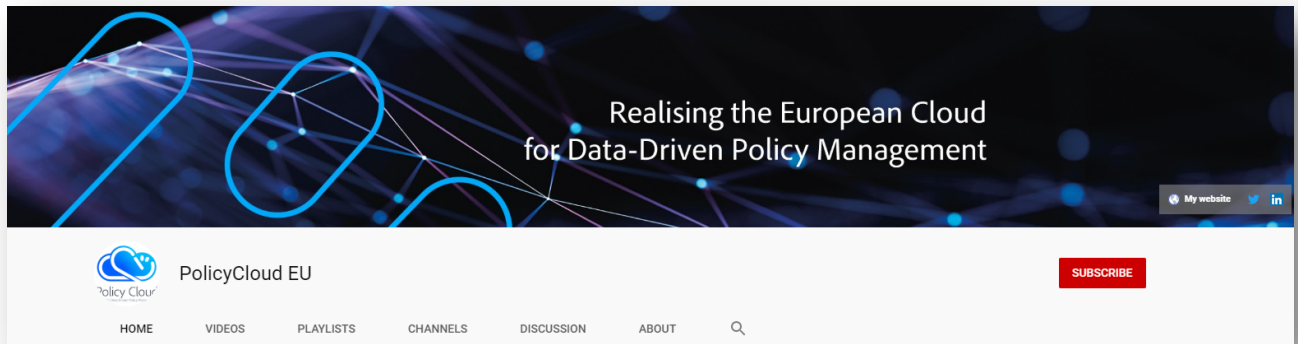 Realising the European Cloud
for Data-Driven Policy Management
My website
in
Policy Cloud
PolicyCloud EU
SUBSCRIBE
HOME VIDEOS PLAYLISTS CHANNELS DISCUSSION ABOUT